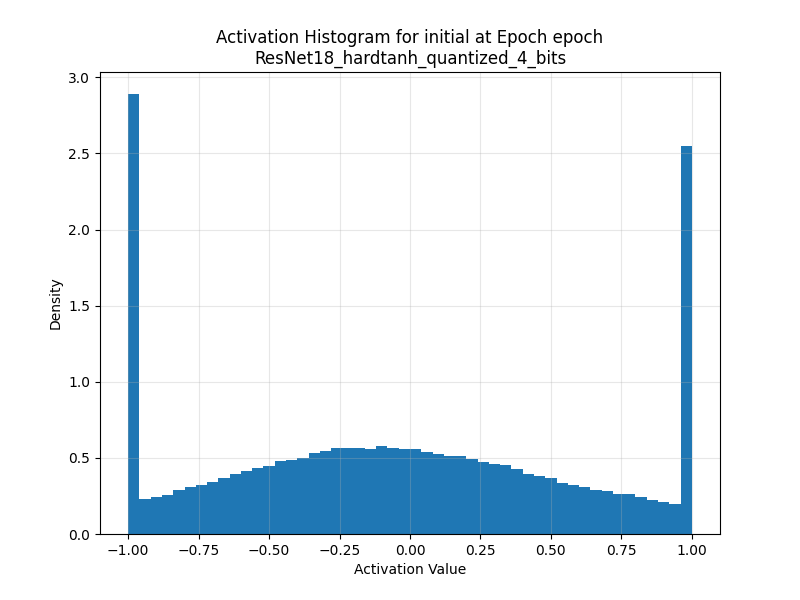 Activation Histogram for initial at Epoch epoch
ResNet18_hardtanh_quantized_4_bits
3.0
2.5
2.0
1.5
1.0
0.5
0.0
Density
−1.00 −0.75 −0.50 −0.25 0.00 0.25 0.50 0.75 1.00
Activation Value